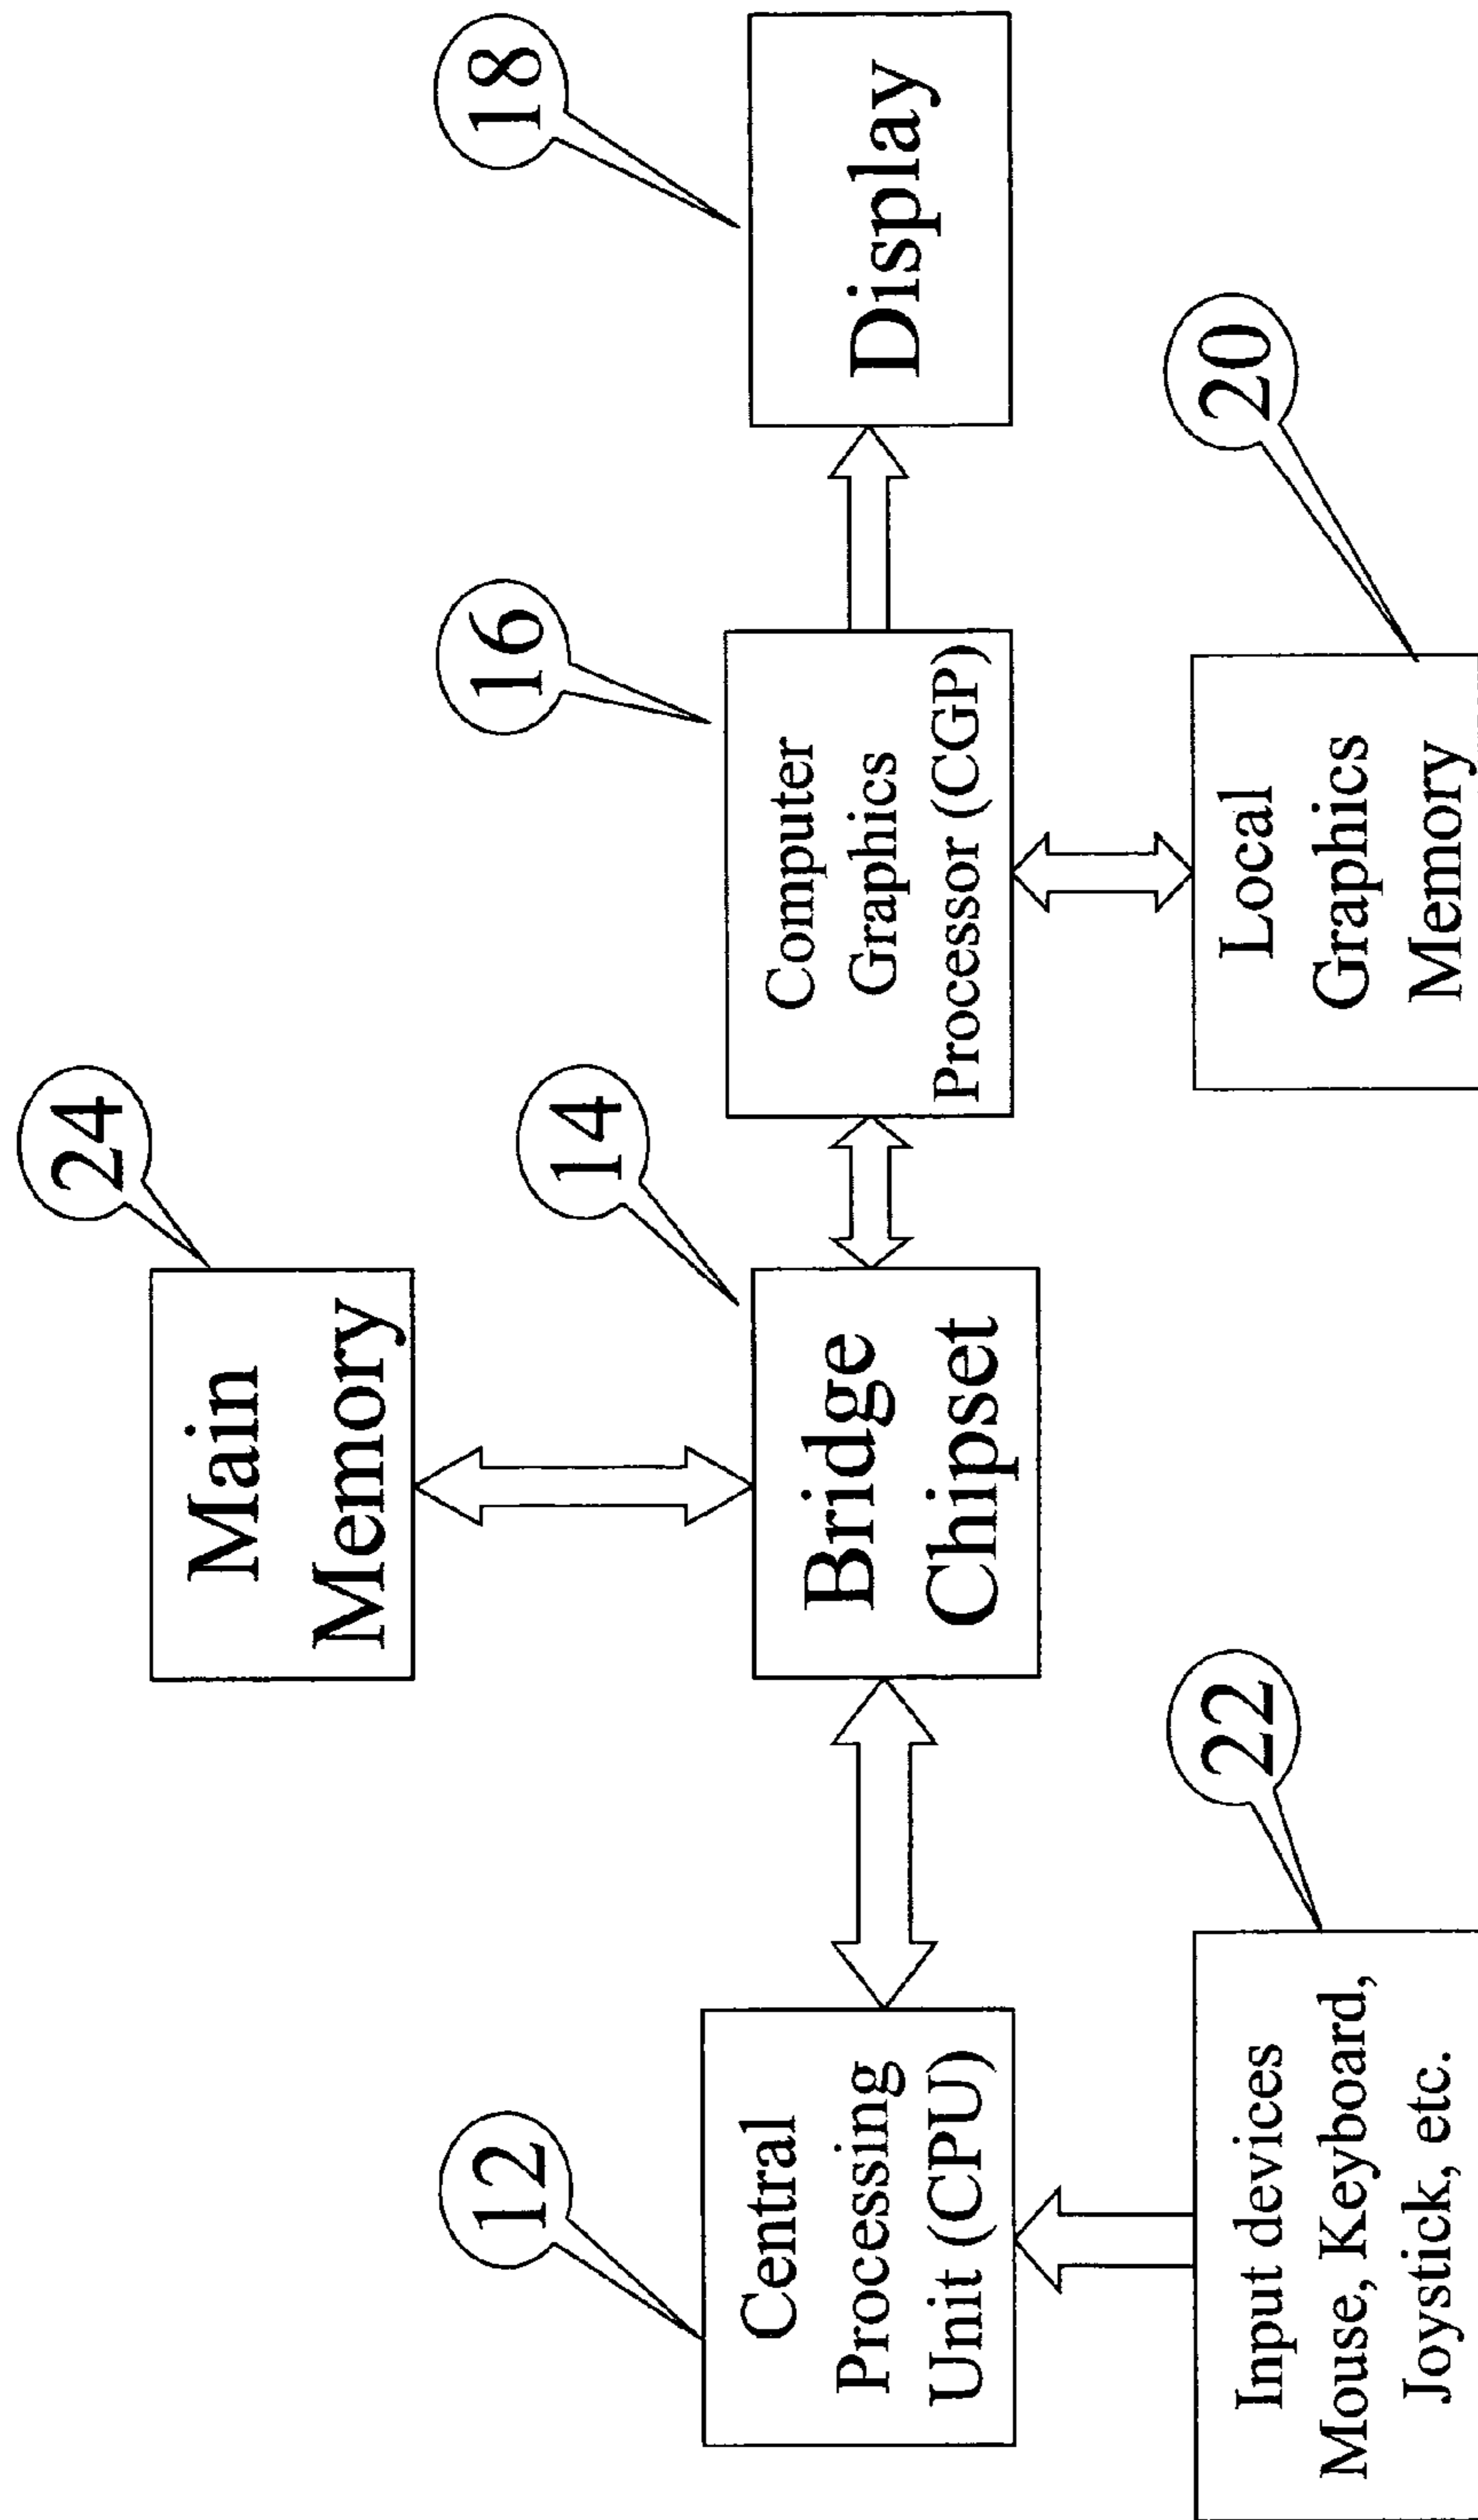 24
Main
Memory
12
14
16
18
Central
Processing
Unit (CPU)
Bridge
Chipset
Computer
Graphics
Processor (CGP)
Display
22
20
Input devices
Mouse, Keyboard,
Joystick, etc.
Local
Graphics
Memory